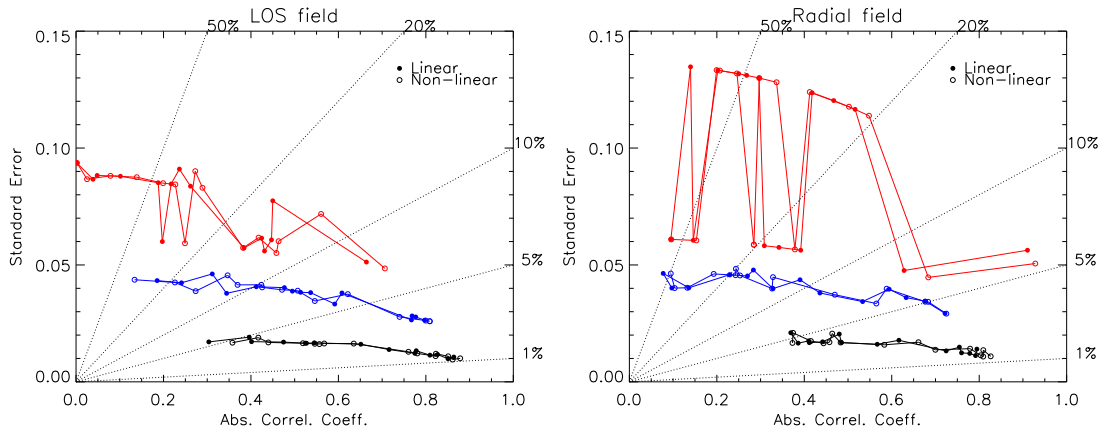 LOS field
50%
20%
0.15
Linear
Non-linear
0.10
10%
0.05
5%
1%
0.00
0.0 0.2 0.4 0.6 0.8 1.0
Standard Error
Abs. Correl. Coeff.
Radial field
50%
20%
0.15
Linear
Non-linear
0.10
10%
0.05
5%
1%
0.00
0.0 0.2 0.4 0.6 0.8 1.0
Standard Error
Abs. Correl. Coeff.